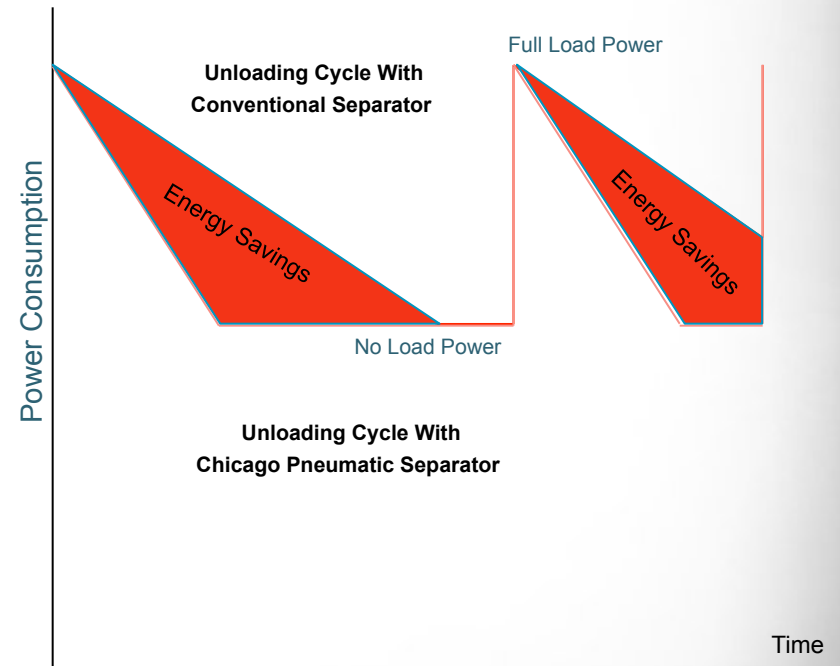 Full Load Power
Unloading Cycle With
Conventional Separator
Power Consumption
Energy Savings
Energy Savings
No Load Power
Unloading Cycle With
Chicago Pneumatic Separator
Time